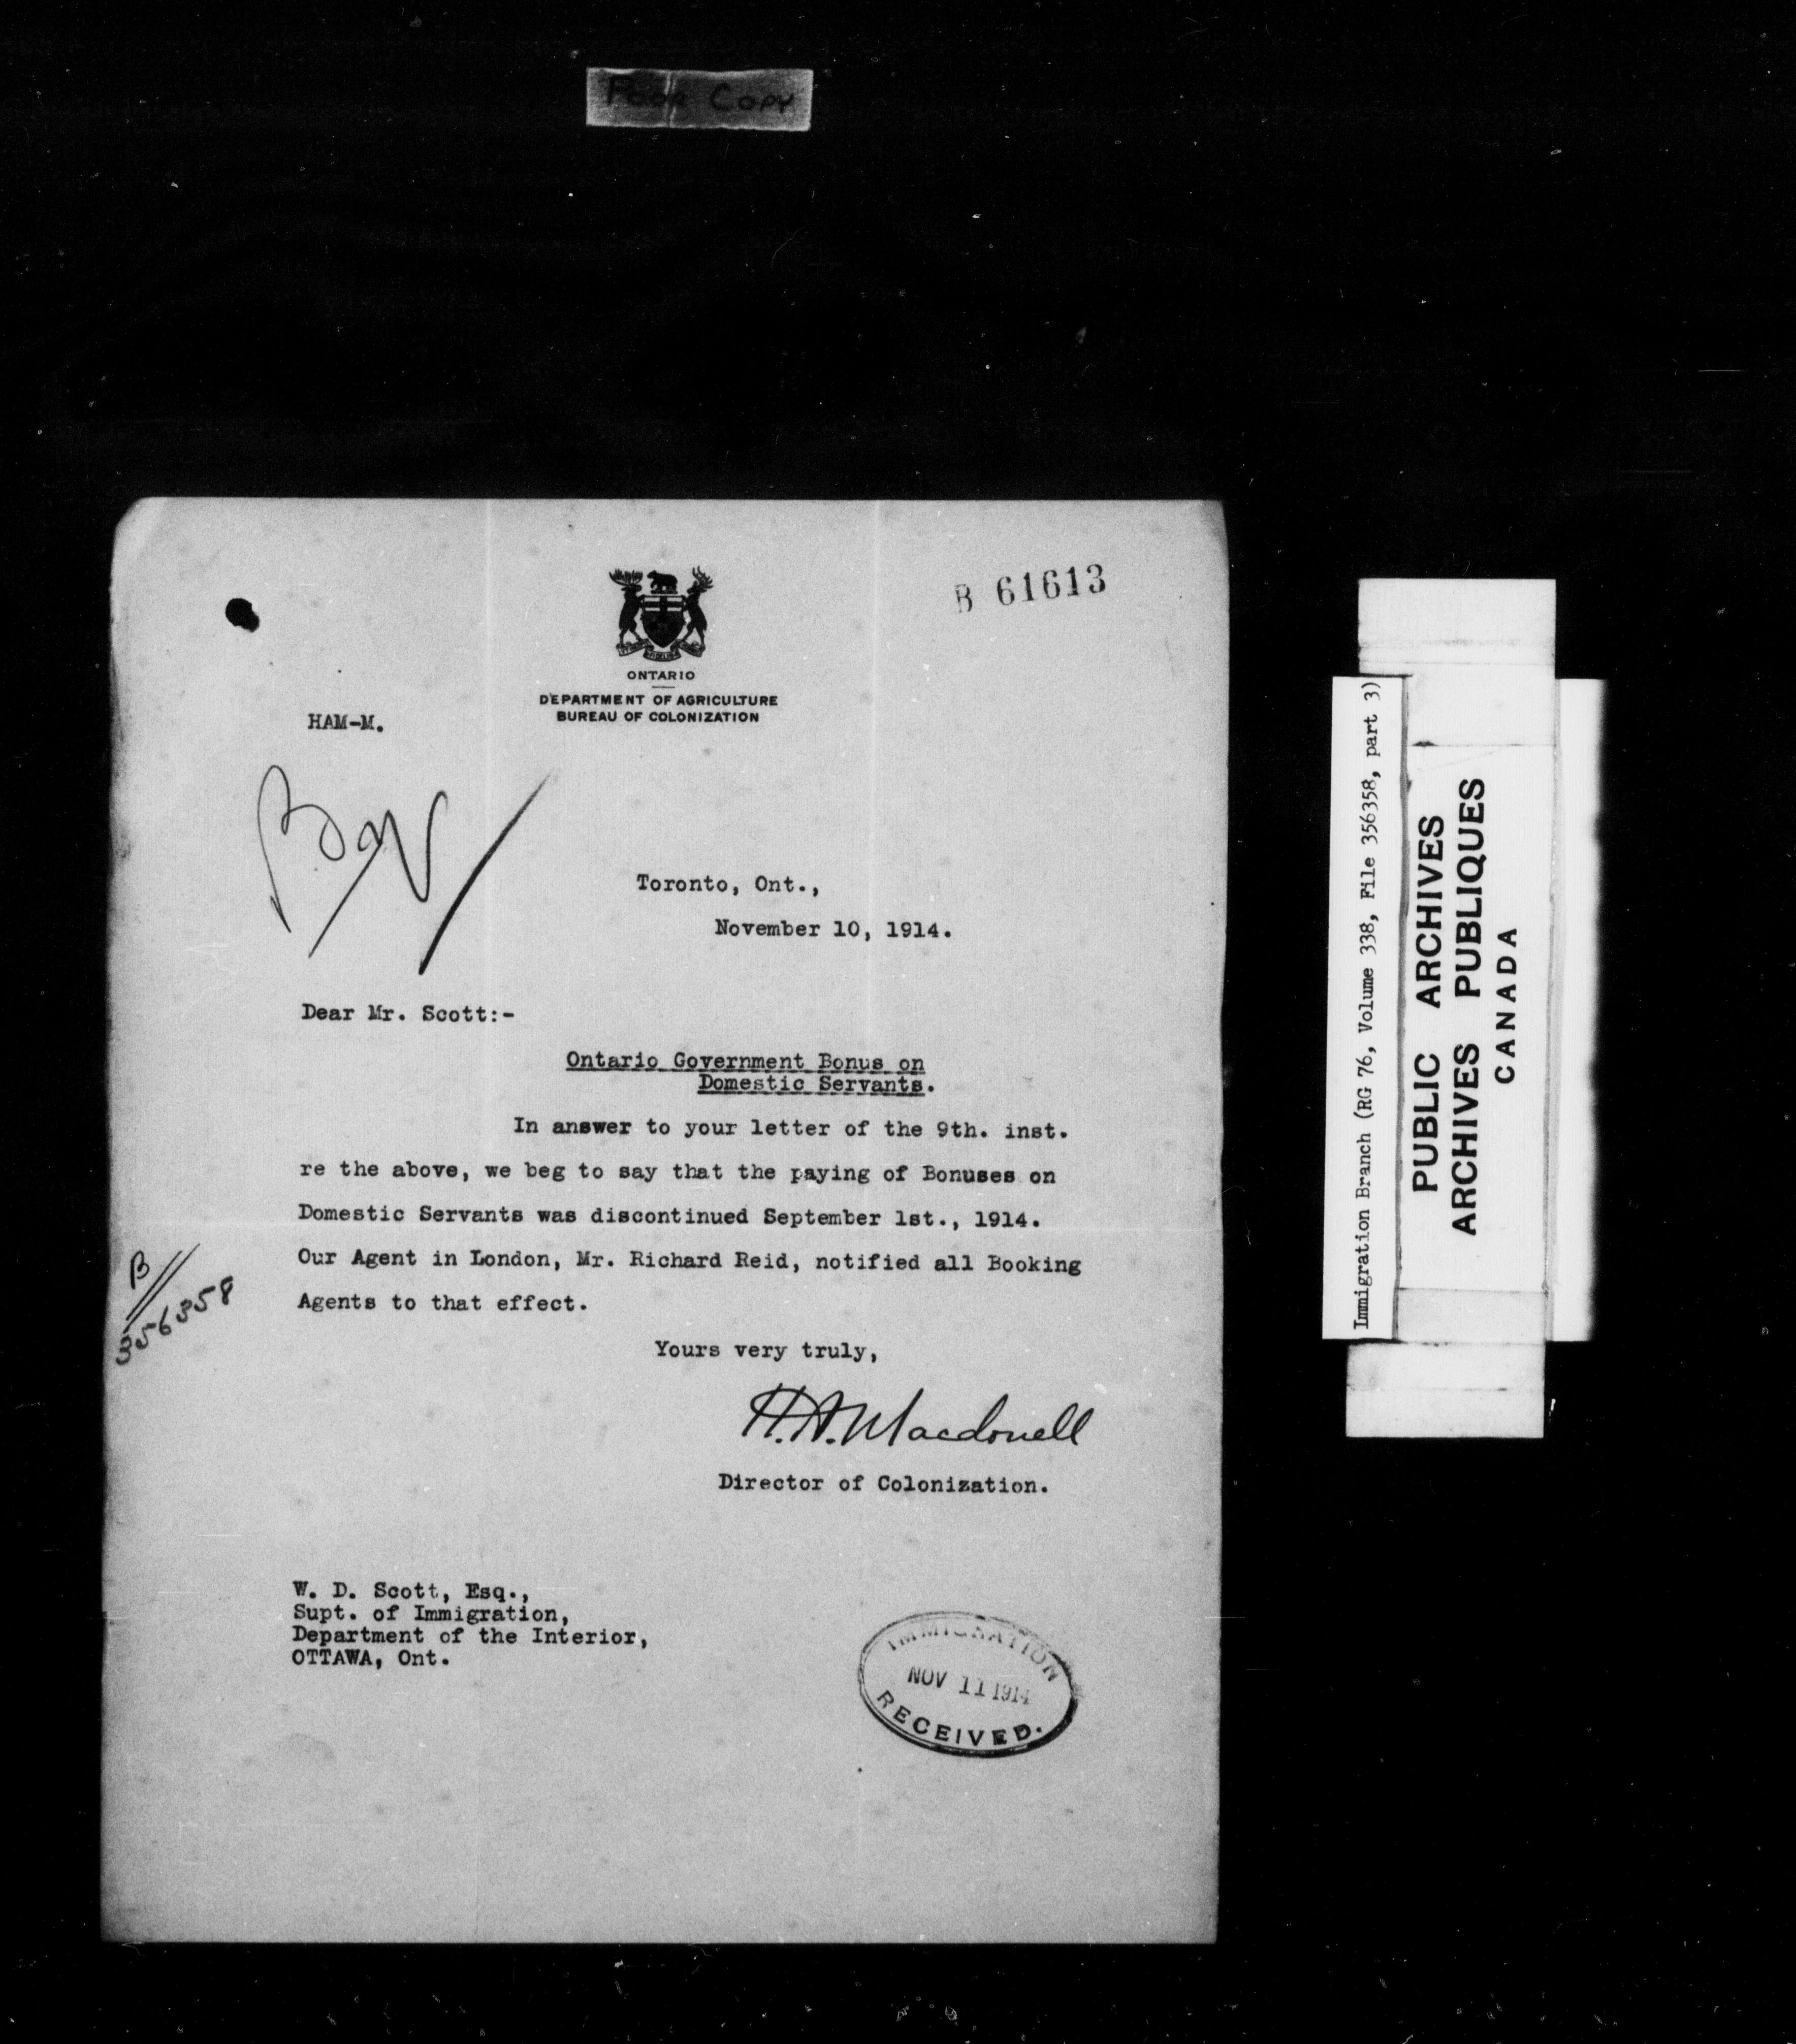 Poor Copy
B 61613
ONTARIO
DEPARTMENT OF AGRICULTURE
BUREAU OF COLONIZATION
HAM-M.
Toronto, Ont.,
November 10, 1914.
Dear Mr. Scott:-
Ontario Government Bonus on
Domestic Servants.
In answer to your letter of the 9th. inst.
re the above, we beg to say that the paying of Bonuses on
Domestic Servants was discontinued September 1st., 1914.
Our Agent in London, Mr. Richard Reid, notified all Booking
Agents to that effect.
B
356358
Yours very truly,
H.A. Macdonell
Director of Colonization.
W. D. Scott, Esq.,
Supt. of Immigration,
Department of the Interior,
OTTAWA, Ont.
IMMIGRATION
NOV 11 1914
RECEIVED.
Immigration Branch (RG 76, Volume 338, File 356358, part 3)
PUBLIC ARCHIVES
ARCHIVES PUBLIQUES
CANADA